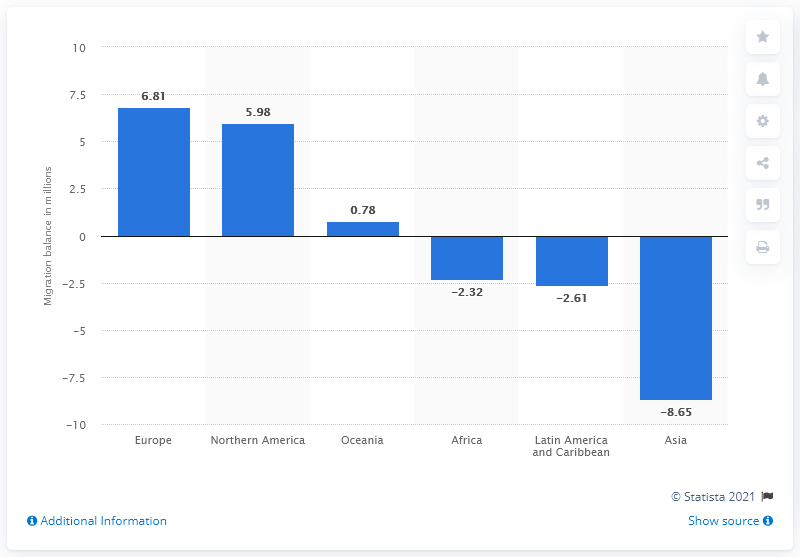 10
7.5
5
2.5
0
−2.5
−5
−7.5
−10
Migration balance in millions
6.81
5.98
0.78
−2.32
−2.61
−8.65
Europe
Northern America
Oceania
Africa
Latin America
and Caribbean
Asia
© Statista 2021
Additional Information
Show source